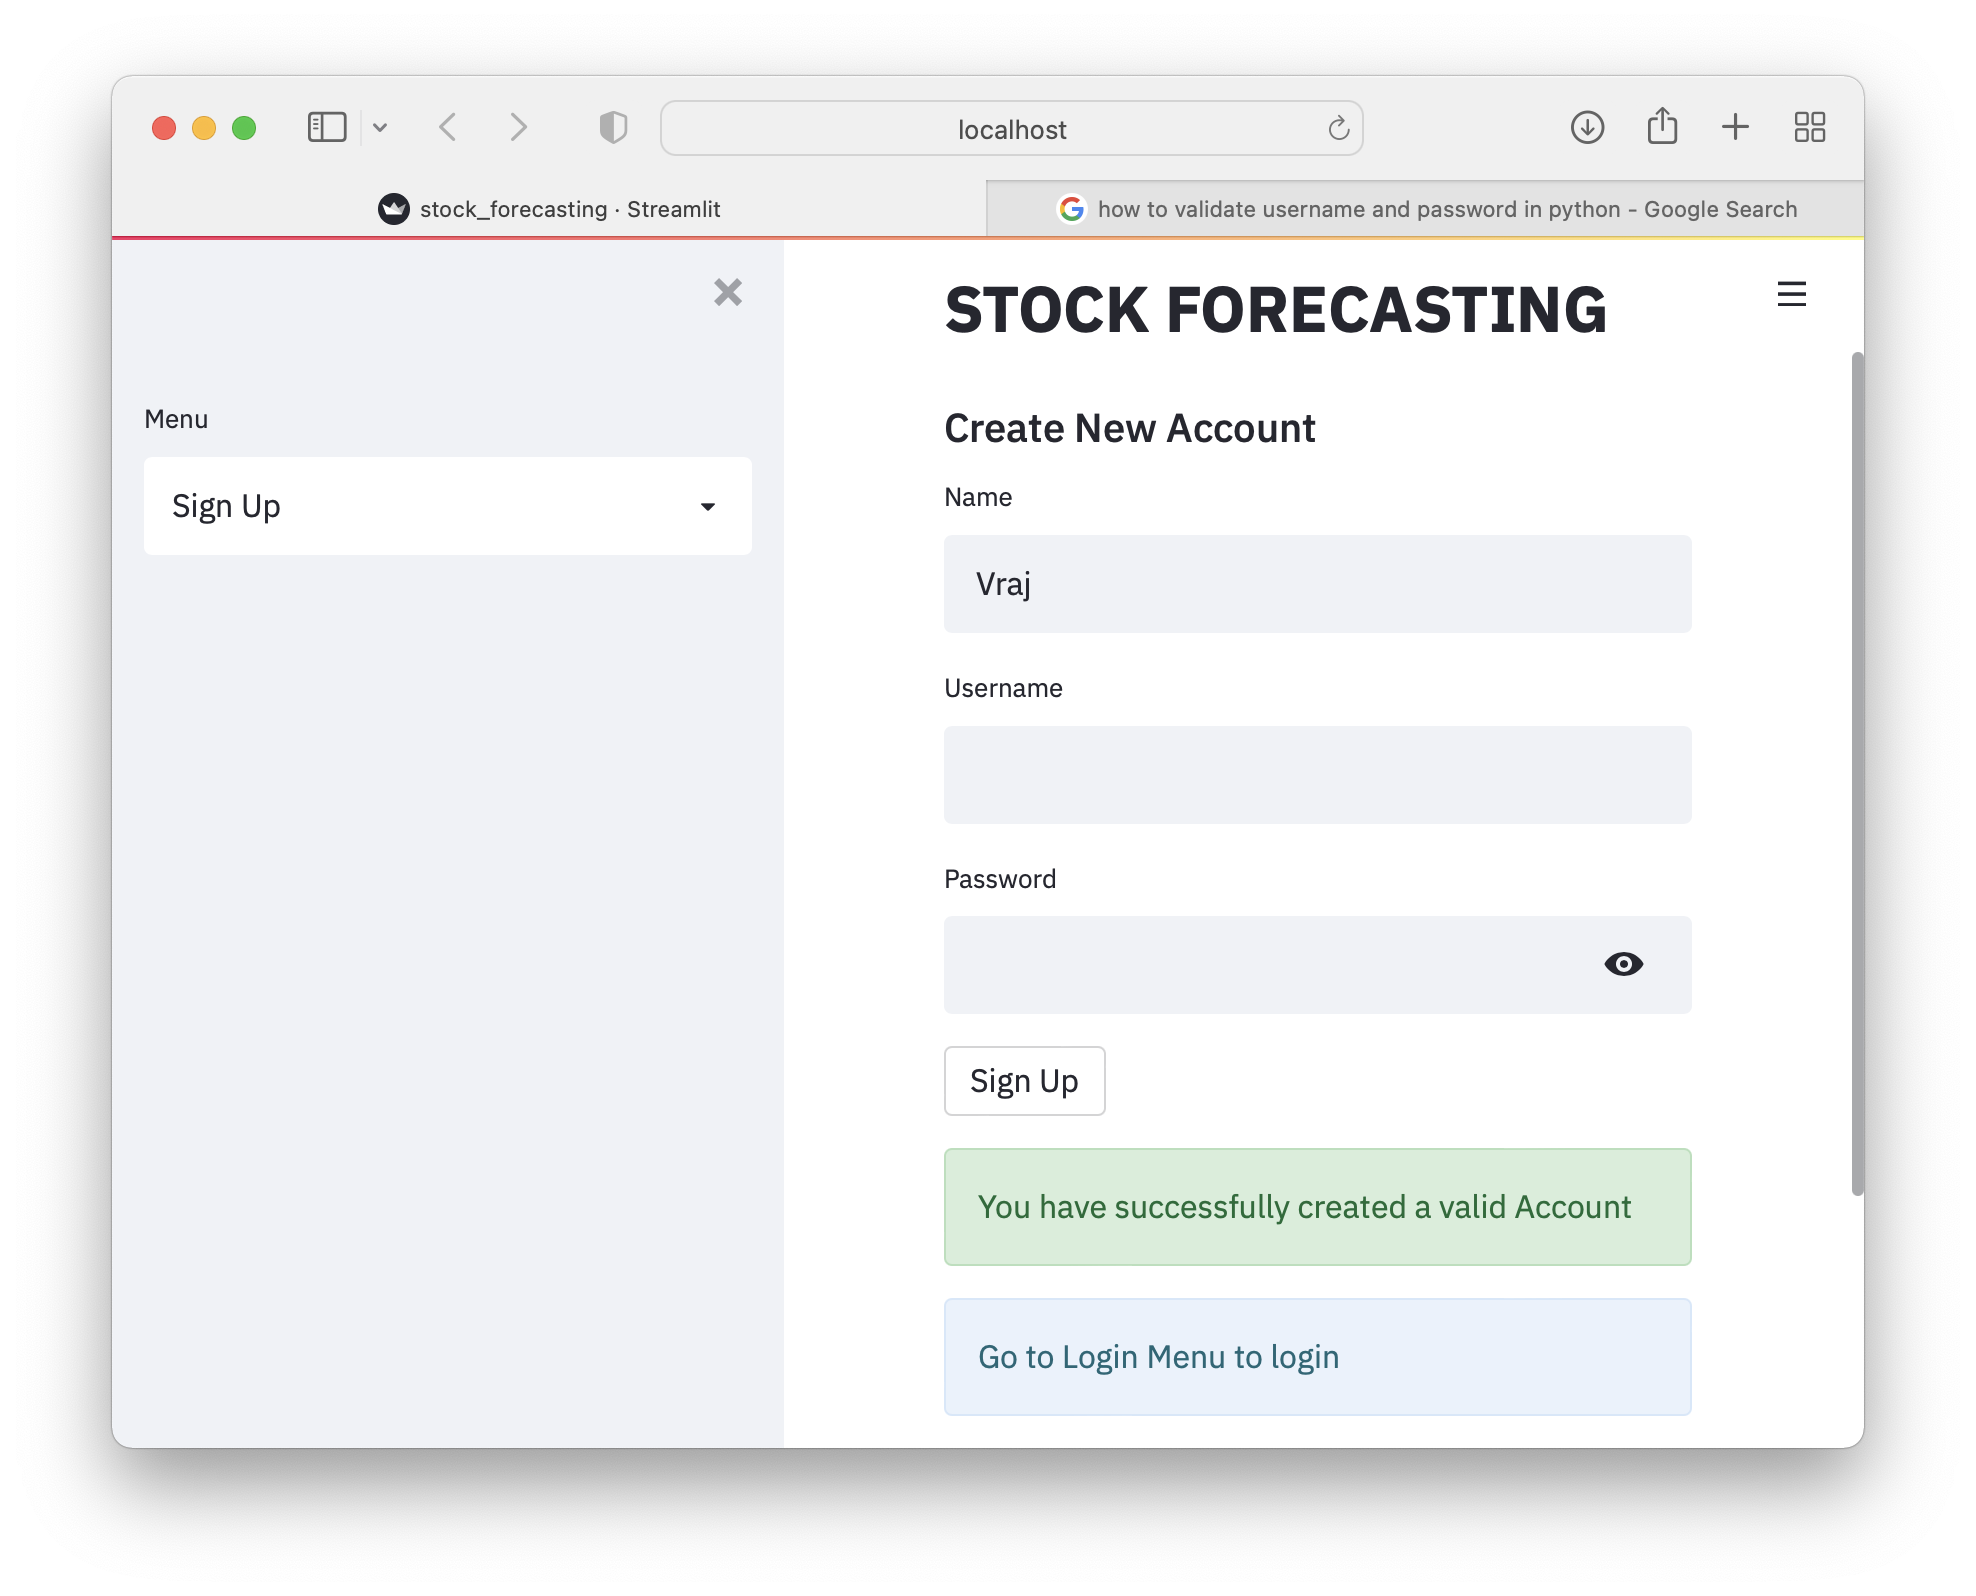 localhost
stock_forecasting · Streamlit
how to validate username and password in python - Google Search
STOCK FORECASTING
Menu
Sign Up
Create New Account
Name
Vraj
Username
Password
Sign Up
You have successfully created a valid Account
Go to Login Menu to login